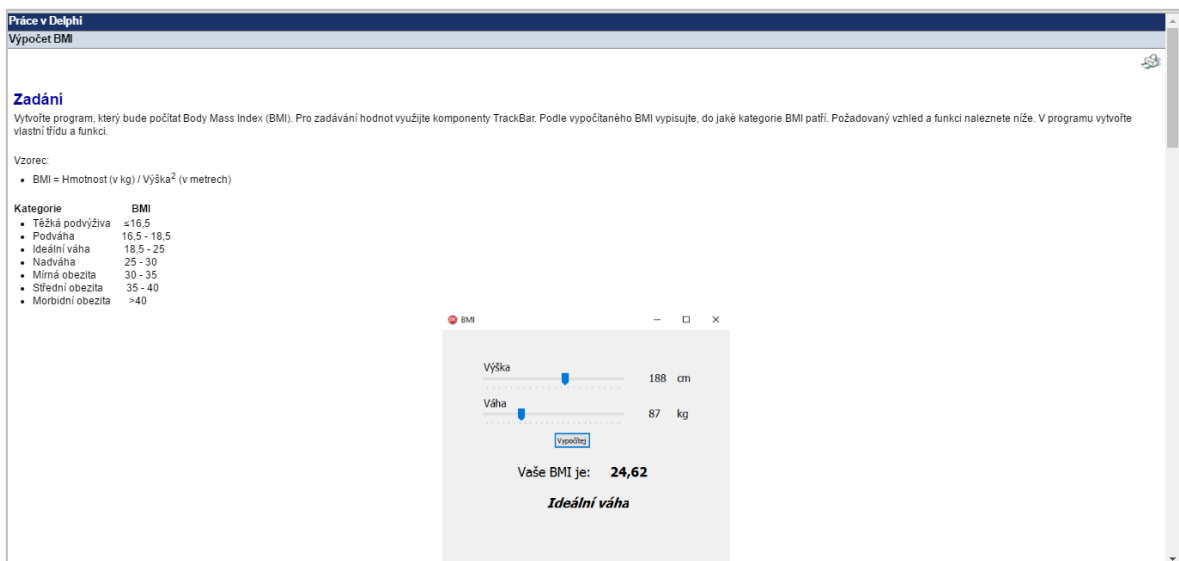 Práce v Delphi
Výpočet BMI
Zadání
Vytvořte program, který bude počítat Body Mass Index (BMI). Pro zadávání hodnot využijte komponenty TrackBar. Podle vypočítaného BMI vypisujte, do jaké kategorie BMI patří. Požadovaný vzhled a funkci naleznete níže. V programu vytvořte
vlastní třídu a funkci.
Vzorec:
• BMI = Hmotnost (v kg) / Výška² (v metrech)
Kategorie BMI
• Těžká podvýživa ≤16,5
• Podváha 16,5 - 18,5
• Ideální váha 18,5 - 25
• Nadváha 25 - 30
• Mírná obezita 30 - 35
• Střední obezita 35 - 40
• Morbidní obezita >40
BMI
Výška
188 cm
Váha
87 kg
Vypočítej
Vaše BMI je: 24,62
Ideální váha